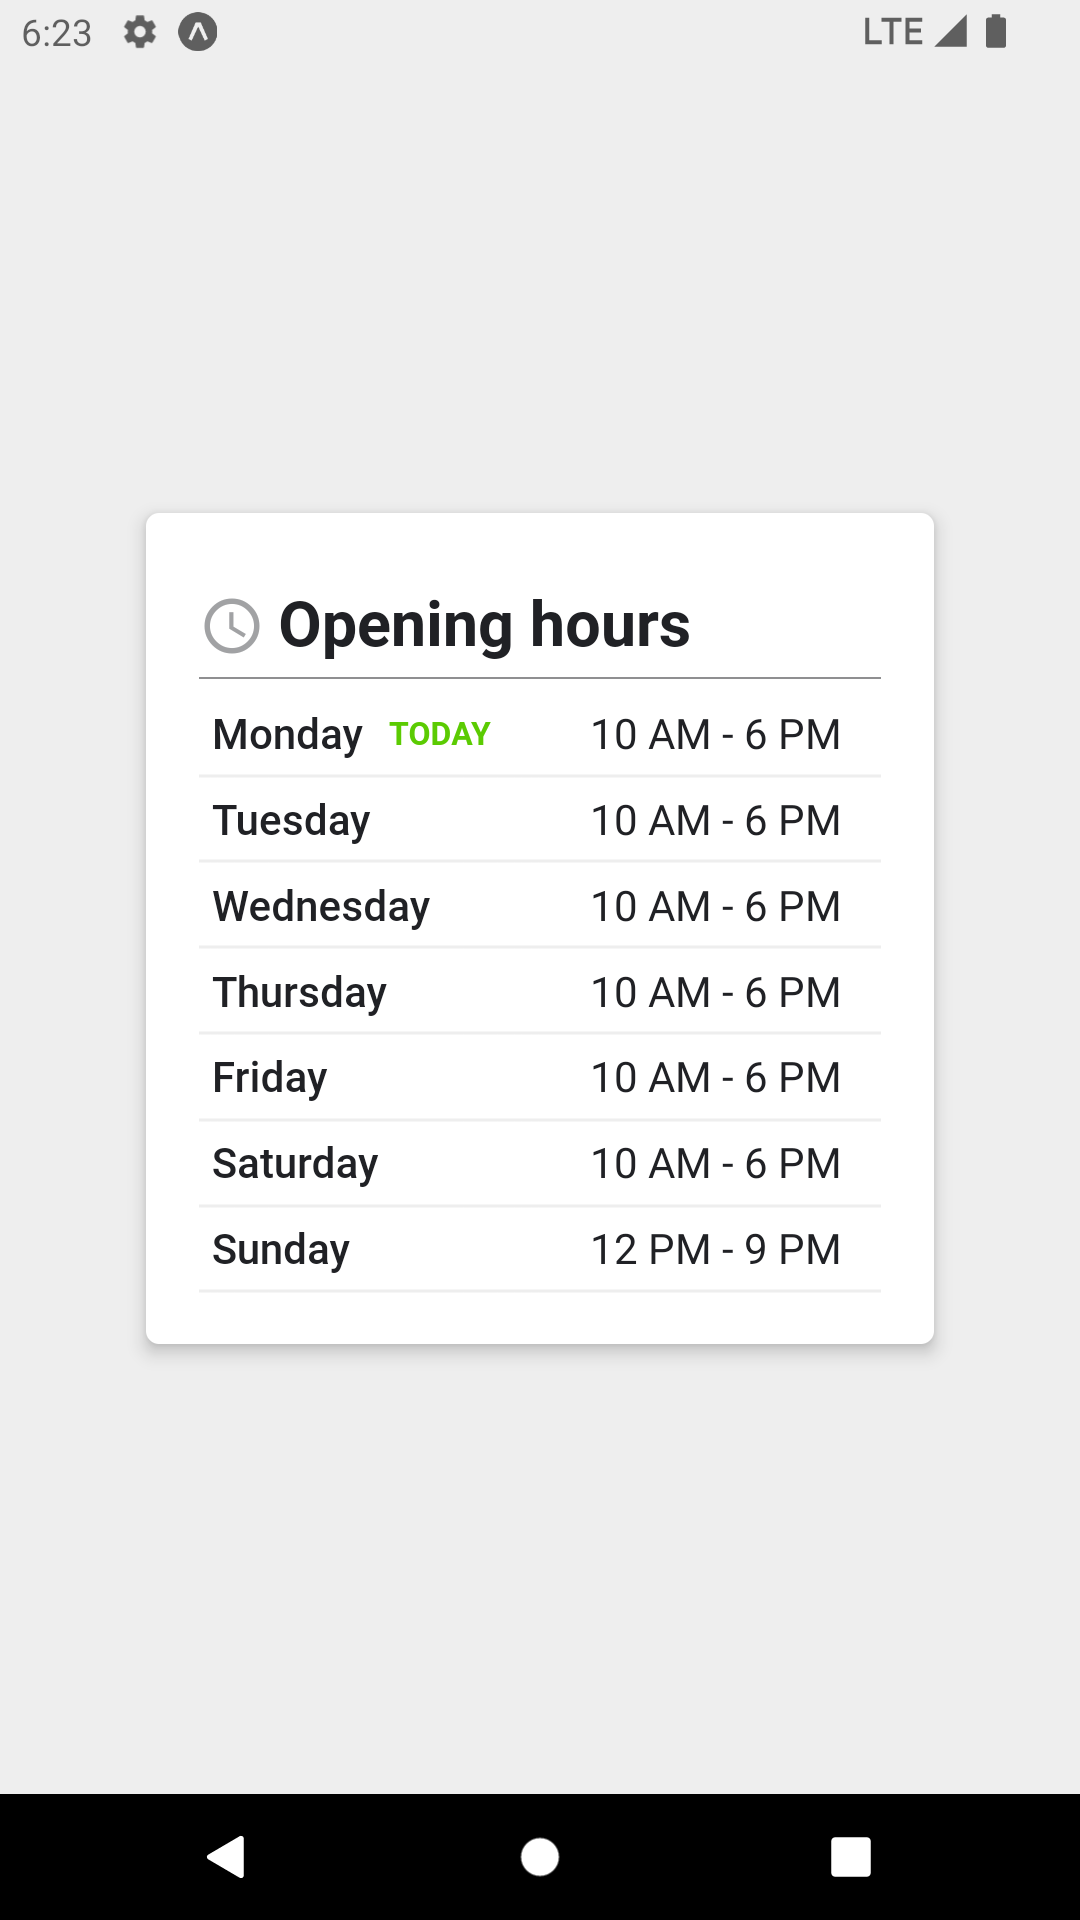 6:23 LTE
Opening hours
Monday TODAY 10 AM - 6 PM
Tuesday 10 AM - 6 PM
Wednesday 10 AM - 6 PM
Thursday 10 AM - 6 PM
Friday 10 AM - 6 PM
Saturday 10 AM - 6 PM
Sunday 12 PM - 9 PM